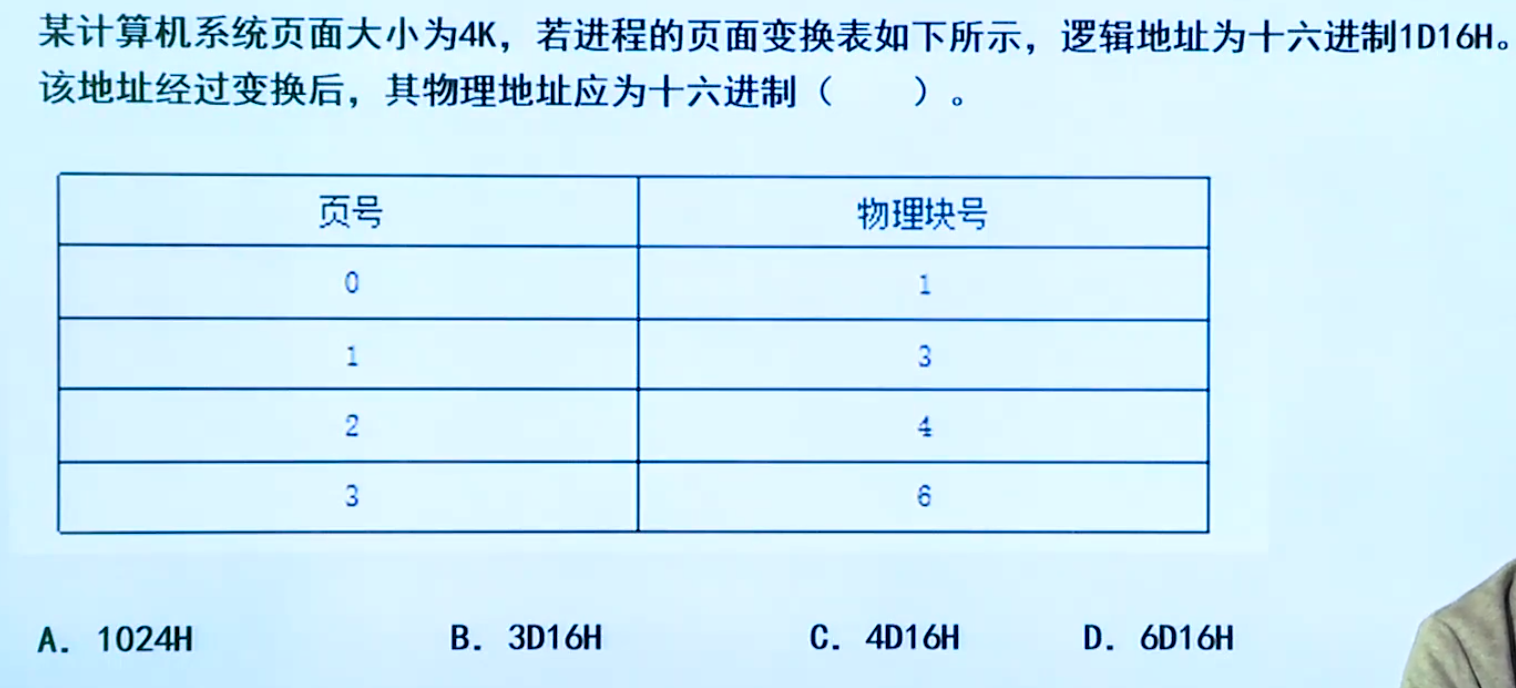 某计算机系统页面大小为4K，若进程的页面变换表如下所示，逻辑地址为十六进制1D16H。
该地址经过变换后，其物理地址应为十六进制（　　）。
页号 物理块号
0 1
1 3
2 4
3 6
A. 1024H B. 3D16H C. 4D16H D. 6D16H